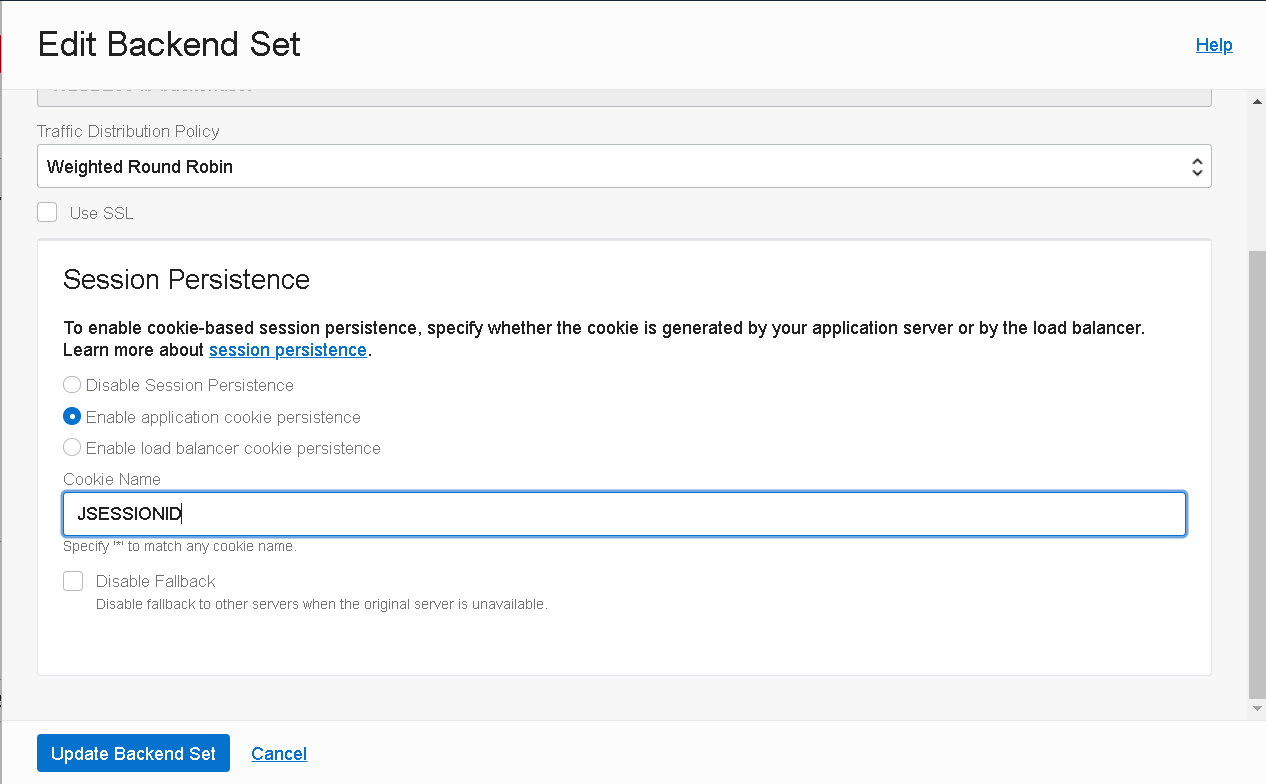 Edit Backend Set
Help
Traffic Distribution Policy
Weighted Round Robin
Use SSL
Session Persistence
To enable cookie-based session persistence, specify whether the cookie is generated by your application server or by the load balancer.
Learn more about session persistence.
Disable Session Persistence
Enable application cookie persistence
Enable load balancer cookie persistence
Cookie Name
JSESSIONID
Specify '*' to match any cookie name.
Disable Fallback
Disable fallback to other servers when the original server is unavailable.
Update Backend Set
Cancel